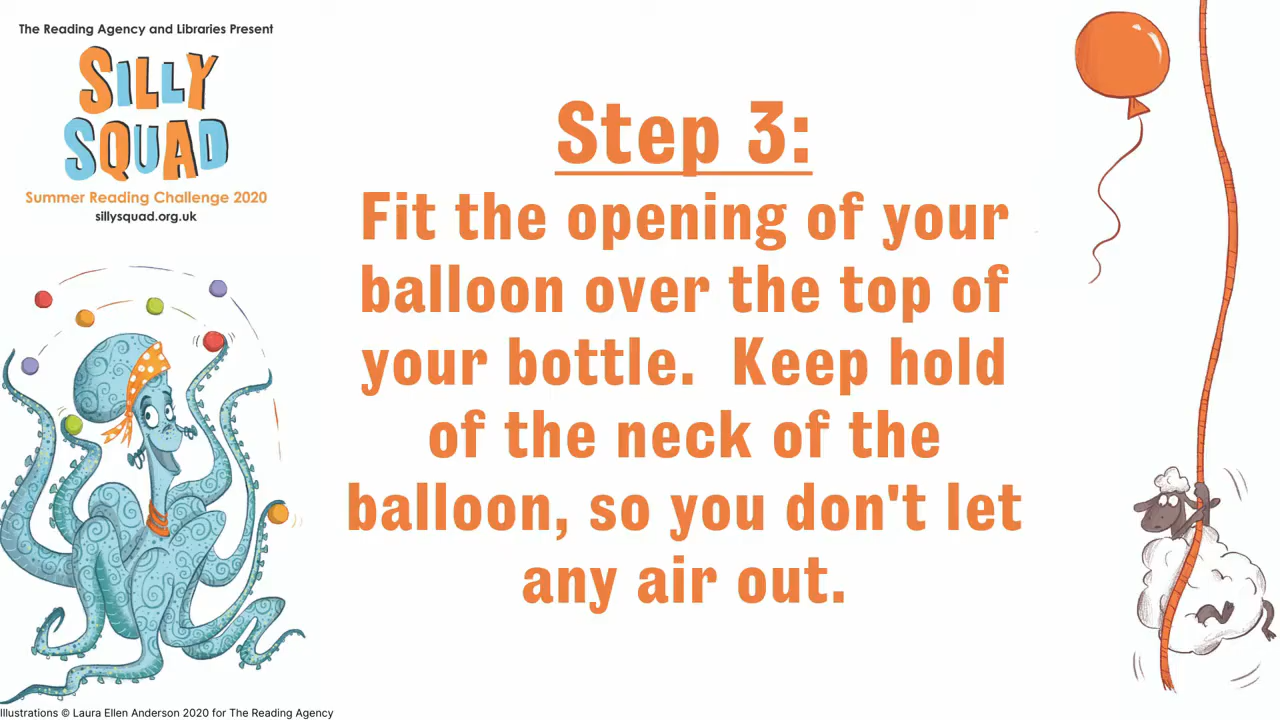 The Reading Agency and Libraries Present
SILLY
SQUAD
Summer Reading Challenge 2020
sillysquad.org.uk
Step 3:
Fit the opening of your
balloon over the top of
your bottle.  Keep hold
of the neck of the
balloon, so you don't let
any air out.
Illustrations © Laura Ellen Anderson 2020 for The Reading Agency